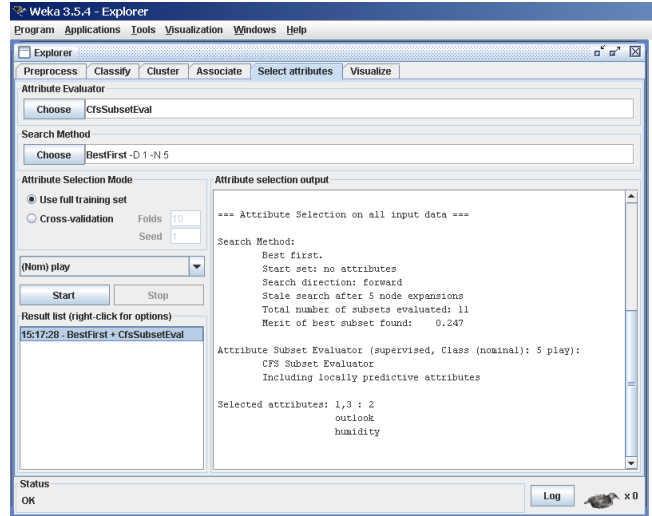 Weka 3.5.4 - Explorer
Program Applications Tools Visualization Windows Help
Explorer
Preprocess Classify Cluster Associate Select attributes Visualize
Attribute Evaluator
Choose CfsSubsetEval
Search Method
Choose BestFirst -D 1 -N 5
Attribute Selection Mode
Use full training set
Cross-validation Folds 10
Seed 1
(Nom) play
Start Stop
Result list (right-click for options)
15:17:28 - BestFirst + CfsSubsetEval
Attribute selection output
=== Attribute Selection on all input data ===
Search Method:
Best first.
Start set: no attributes
Search direction: forward
Stale search after 5 node expansions
Total number of subsets evaluated: 11
Merit of best subset found: 0.247
Attribute Subset Evaluator (supervised, Class (nominal): 5 play):
CFS Subset Evaluator
Including locally predictive attributes
Selected attributes: 1,3 : 2
outlook
humidity
Status
OK
Log x 0